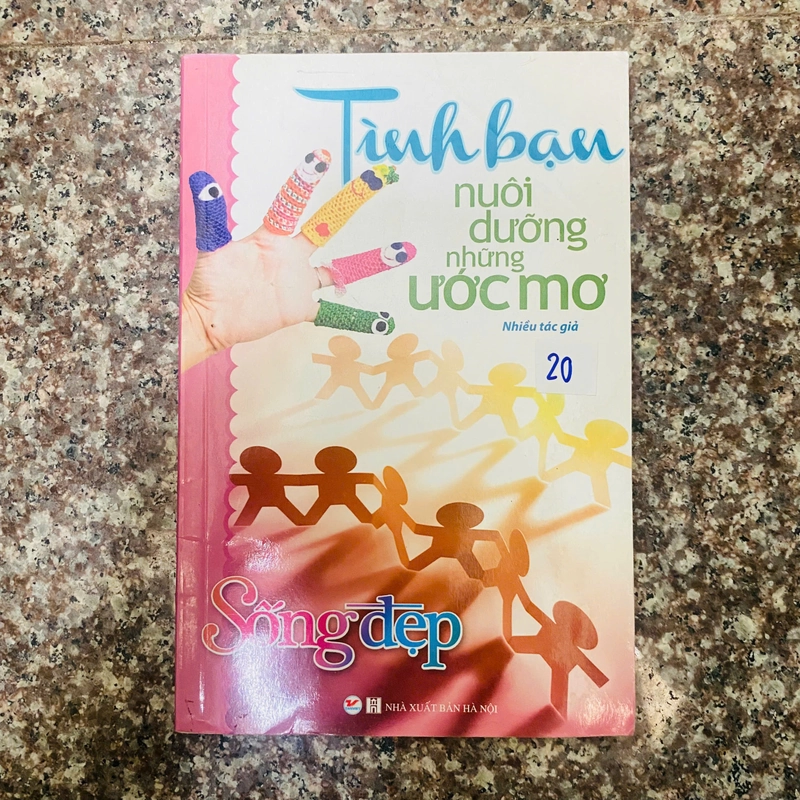 Tình bạn
nuôi
dưỡng
những
ước mơ
Nhiều tác giả
20
Sống đẹp
NHÀ XUẤT BẢN HÀ NỘI